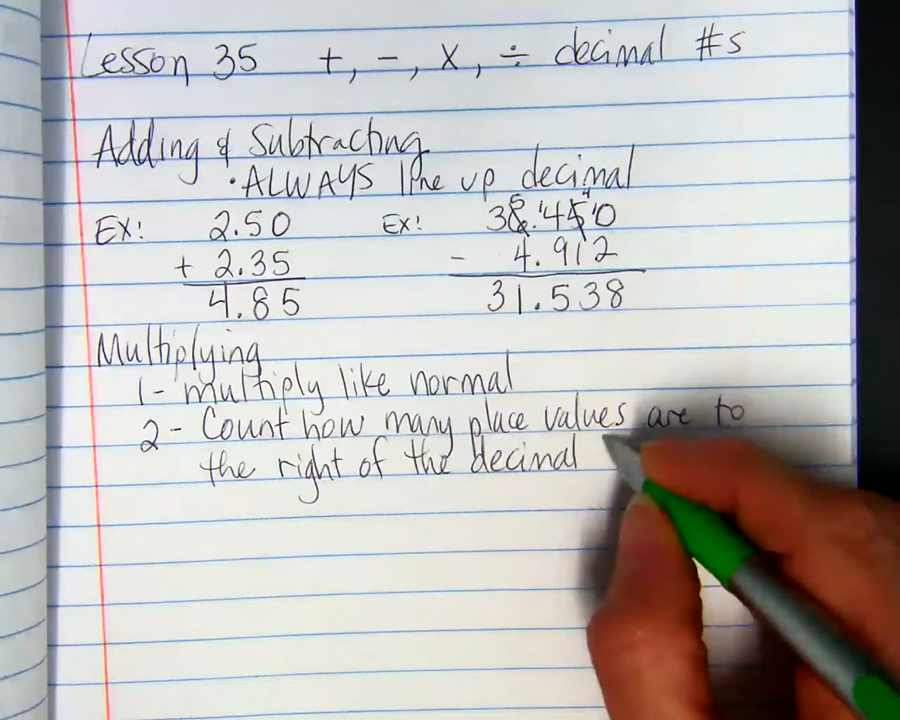 Lesson 35 +, -, x, ÷ decimal #s
Adding & Subtracting
• ALWAYS line up decimal
EX: 2.50 EX: 36.450
+ 2.35 - 4.912
4.85 31.538
Multiplying
1- multiply like normal
2- Count how many place values are to
the right of the decimal